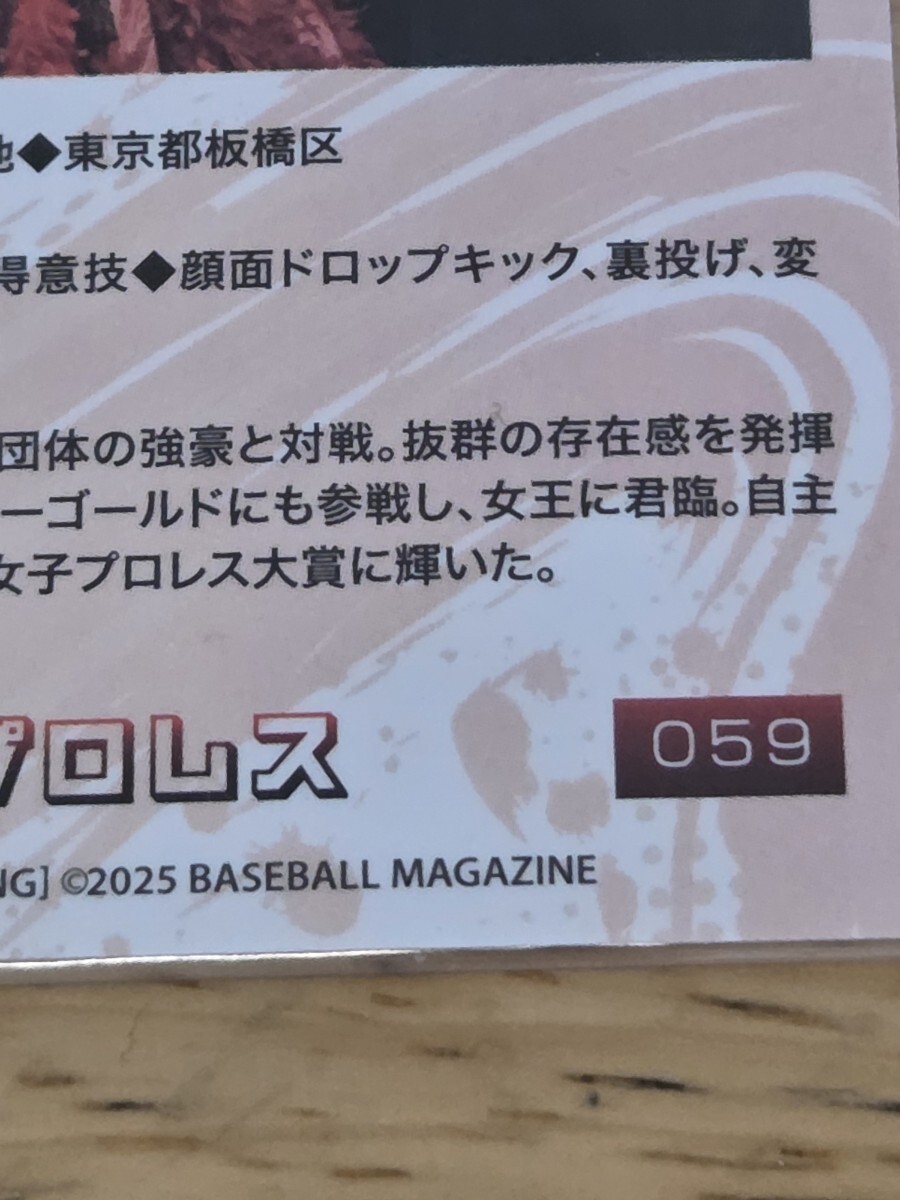 地◆東京都板橋区
得意技◆顔面ドロップキック、裏投げ、変
団体の強豪と対戦。抜群の存在感を発揮
ーゴールドにも参戦し、女王に君臨。自主
女子プロレス大賞に輝いた。
プロレス
059
NG] ©2025 BASEBALL MAGAZINE